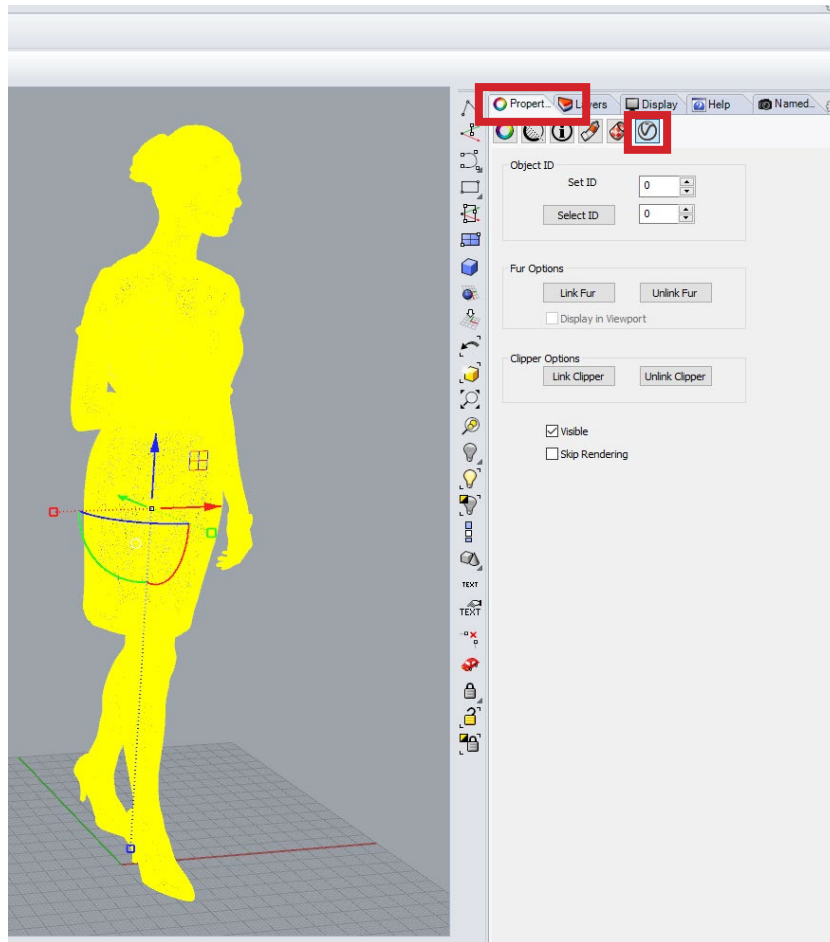 Propert... Layers Display Help Named...
Object ID
Set ID 0
Select ID 0
Fur Options
Link Fur Unlink Fur
Display in Viewport
Clipper Options
Link Clipper Unlink Clipper
Visible
Skip Rendering
TEXT
TEXT